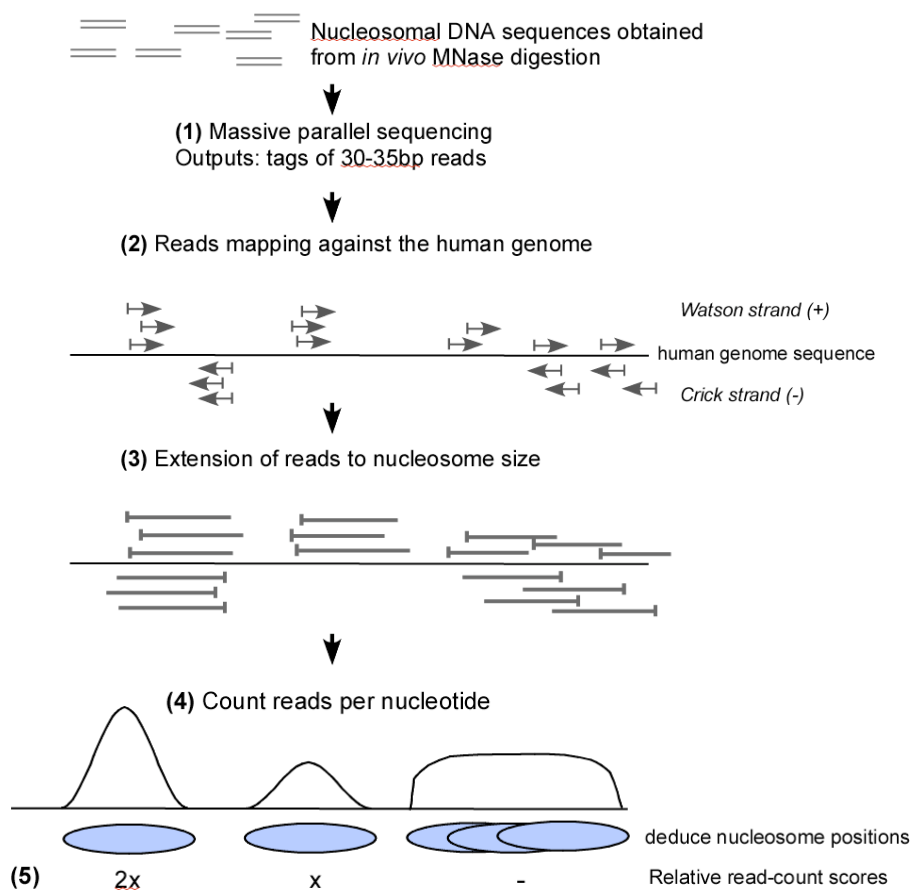 Nucleosomal DNA sequences obtained
from in vivo MNase digestion
(1) Massive parallel sequencing
Outputs: tags of 30-35bp reads
(2) Reads mapping against the human genome
Watson strand (+)
human genome sequence
Crick strand (-)
(3) Extension of reads to nucleosome size
(4) Count reads per nucleotide
deduce nucleosome positions
(5) 2x x - Relative read-count scores